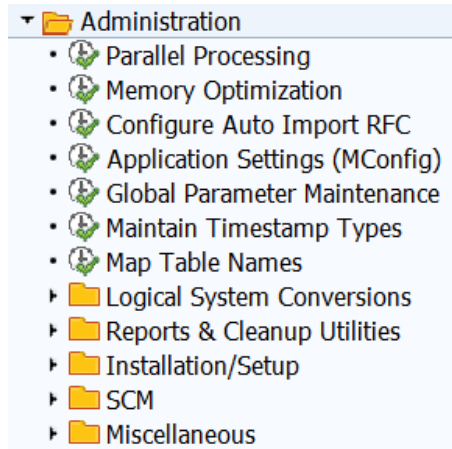 Administration
Parallel Processing
Memory Optimization
Configure Auto Import RFC
Application Settings (MConfig)
Global Parameter Maintenance
Maintain Timestamp Types
Map Table Names
Logical System Conversions
Reports & Cleanup Utilities
Installation/Setup
SCM
Miscellaneous